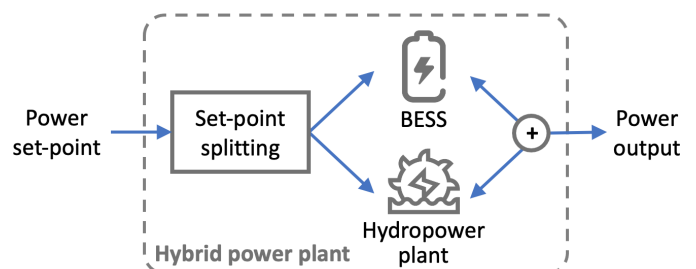 Power
set-point
Set-point
splitting
BESS
Hydropower
plant
+
Power
output
Hybrid power plant